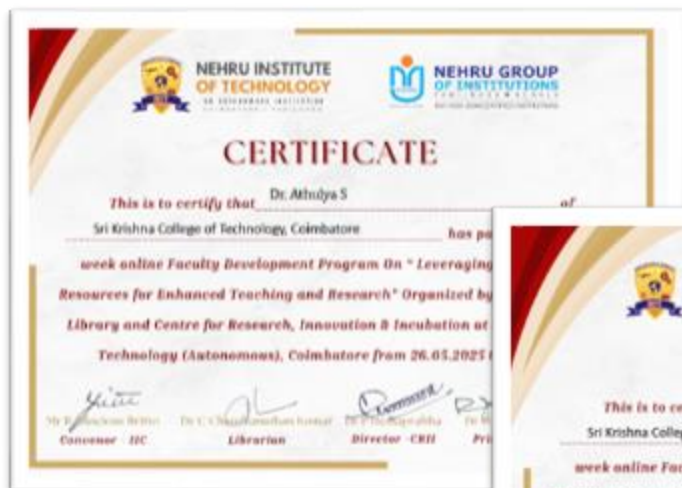 NEHRU INSTITUTE
OF TECHNOLOGY
NEHRU GROUP
OF INSTITUTIONS
CERTIFICATE
This is to certify that Dr. Athulya S of
Sri Krishna College of Technology, Coimbatore has pa
week online Faculty Development Program On " Leveraging
Resources for Enhanced Teaching and Research" Organized by
Library and Centre for Research, Innovation & Incubation at
Technology (Autonomous), Coimbatore from 26.05.2025
Convenor - IIC
Librarian
Director -CRII
Pri
This is to ce
Sri Krishna Colleg
week online Fac